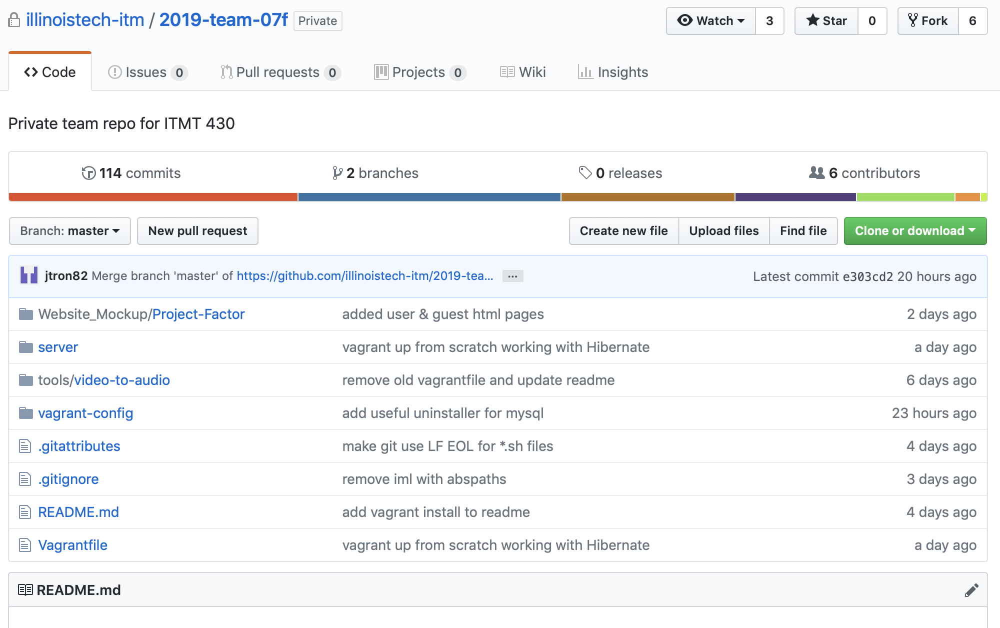 illinoistech-itm / 2019-team-07f Private Watch 3 Star 0 Fork 6
Code Issues 0 Pull requests 0 Projects 0 Wiki Insights
Private team repo for ITMT 430
114 commits 2 branches 0 releases 6 contributors
Branch: master New pull request Create new file Upload files Find file Clone or download
jtron82 Merge branch 'master' of https://github.com/illinoistech-itm/2019-tea... ... Latest commit e303cd2 20 hours ago
Website_Mockup/Project-Factor added user & guest html pages 2 days ago
server vagrant up from scratch working with Hibernate a day ago
tools/video-to-audio remove old vagrantfile and update readme 6 days ago
vagrant-config add useful uninstaller for mysql 23 hours ago
.gitattributes make git use LF EOL for *.sh files 4 days ago
.gitignore remove iml with abspaths 3 days ago
README.md add vagrant install to readme 4 days ago
Vagrantfile vagrant up from scratch working with Hibernate a day ago
README.md